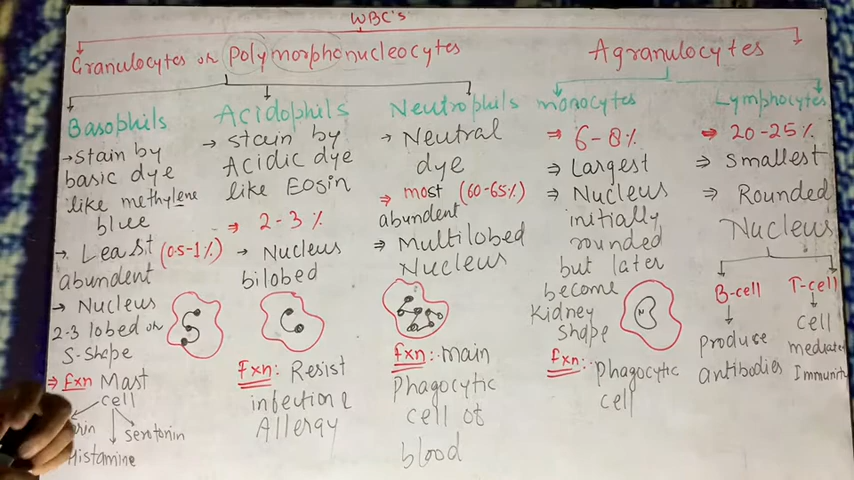 WBC's
Granulocytes or Polymorphonucleocytes
Agranulocytes
Basophils
→ stain by
basic dye
like methylene
blue
→ Least (0.5-1%)
abundent
→ Nucleus
2-3 lobed or
S-shape
⇒ Fxn Mast
cell
Serotonin
Histamine
Acidophils
→ stain by
Acidic dye
like Eosin
⇒ 2-3 %
→ Nucleus
bilobed
Fxn: Resist
infection &
Allergy
Neutrophils
→ Neutral
dye
⇒ most (60-65%)
abundent
⇒ Multilobed
Nucleus
Fxn: main
Phagocytic
cell of
blood
monocytes
⇒ 6-8%
⇒ Largest
⇒ Nucleus
initially
rounded
but later
become
Kidney
Shape
Fxn: Phagocytic
cell
Lymphocytes
⇒ 20-25%
⇒ Smallest
⇒ Rounded
Nucleus
B-cell
↓
produce
antibodies
T-cell
↓
cell
mediated
Immunity